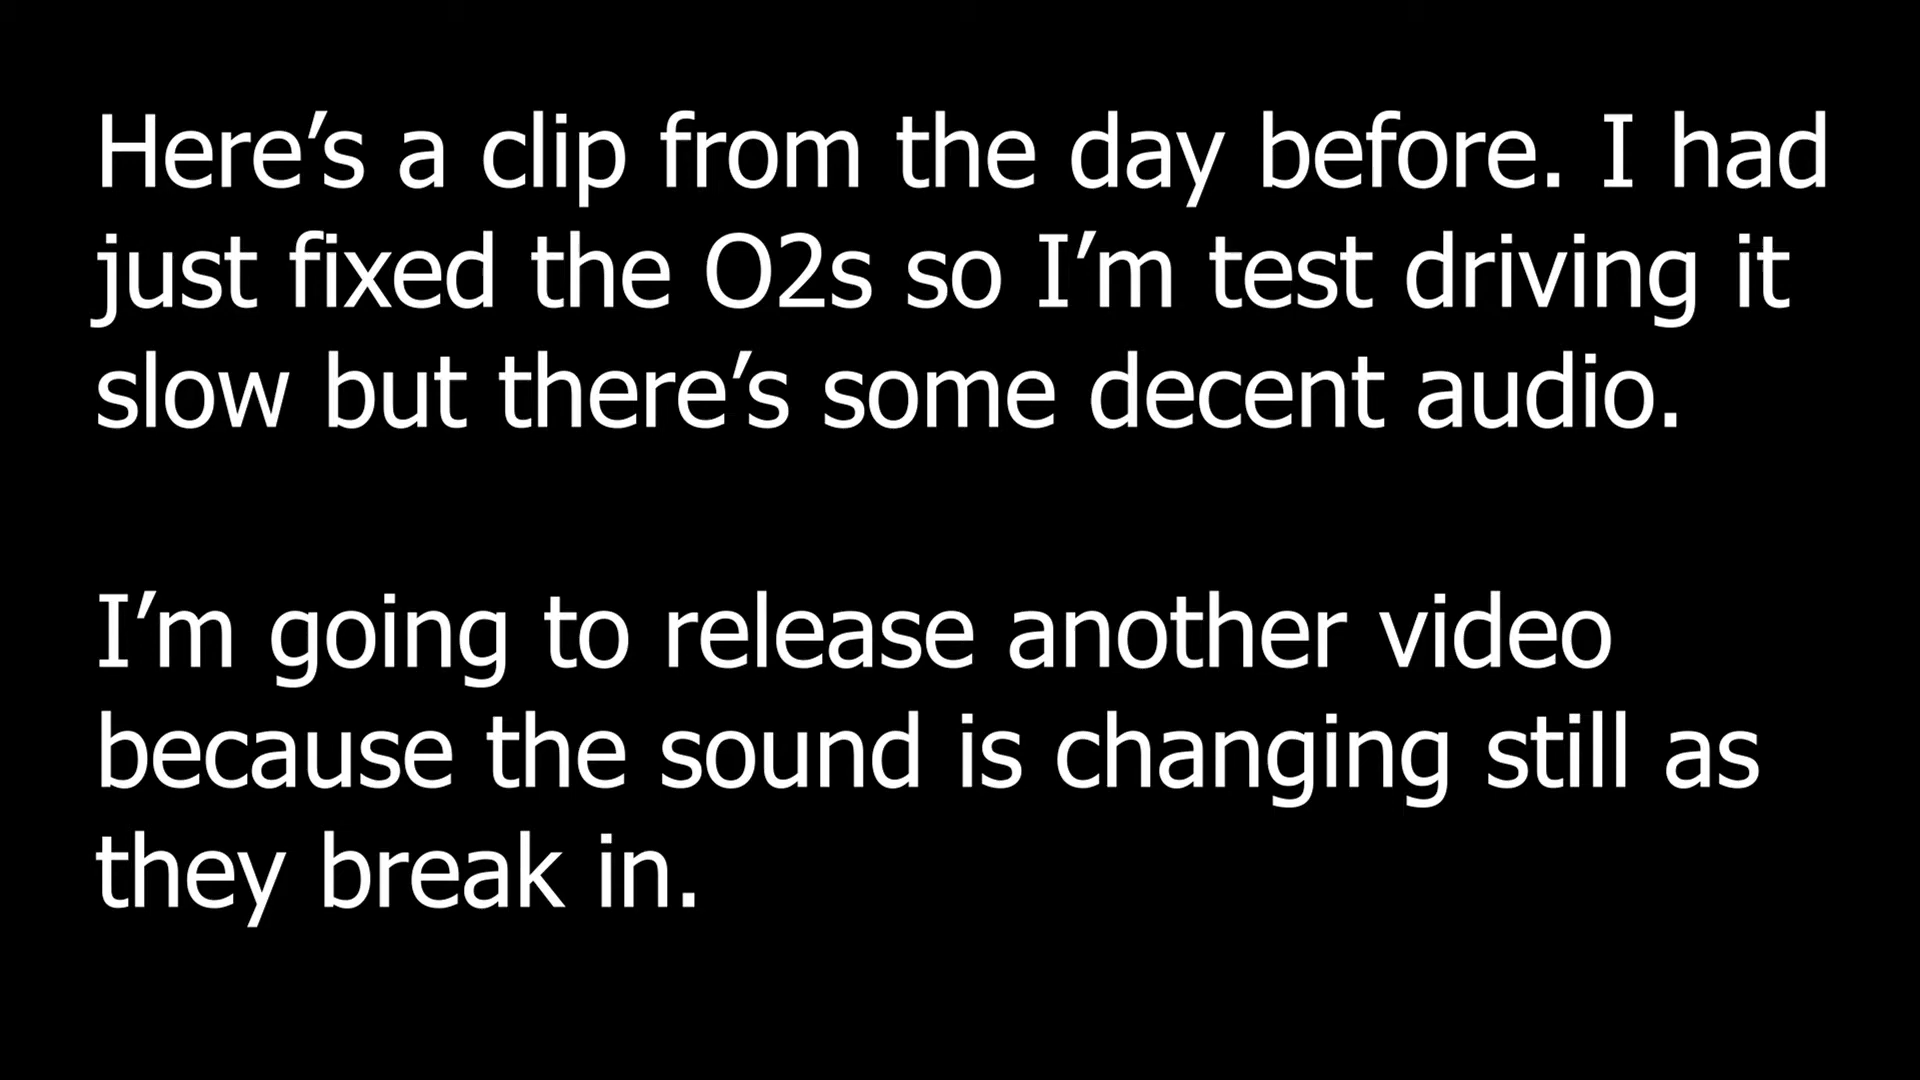 Here’s a clip from the day before. I had
just fixed the O2s so I’m test driving it
slow but there’s some decent audio.
I’m going to release another video
because the sound is changing still as
they break in.